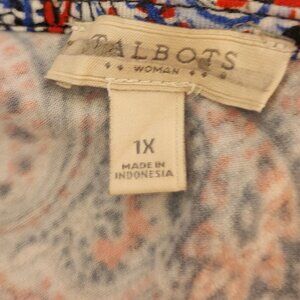 TALBOTS
WOMAN
1X
MADE IN
INDONESIA